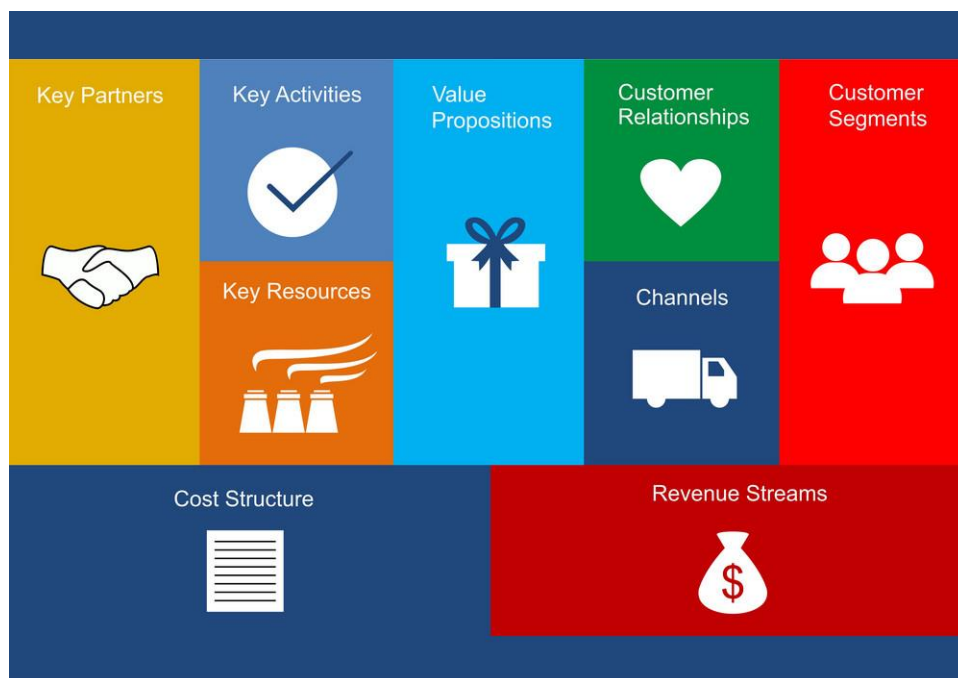 Key Partners
Key Activities
Value
Propositions
Customer
Relationships
Customer
Segments
Key Resources
Channels
Cost Structure
Revenue Streams
$